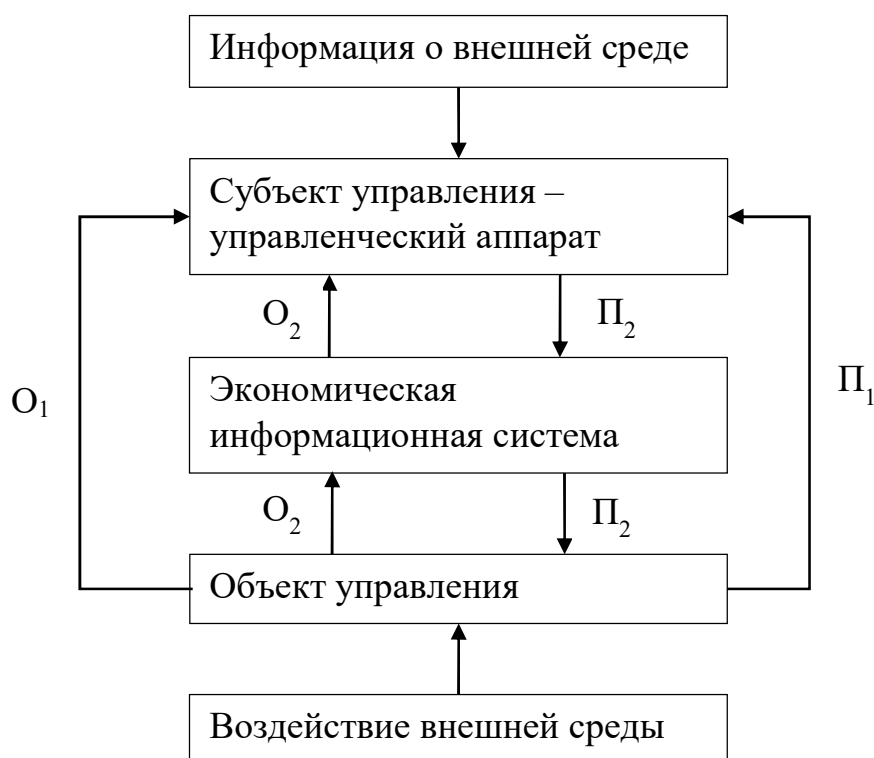 Информация о внешней среде
Субъект управления –
управленческий аппарат
О₂
П₂
О₁
П₁
Экономическая
информационная система
О₂
П₂
Объект управления
Воздействие внешней среды